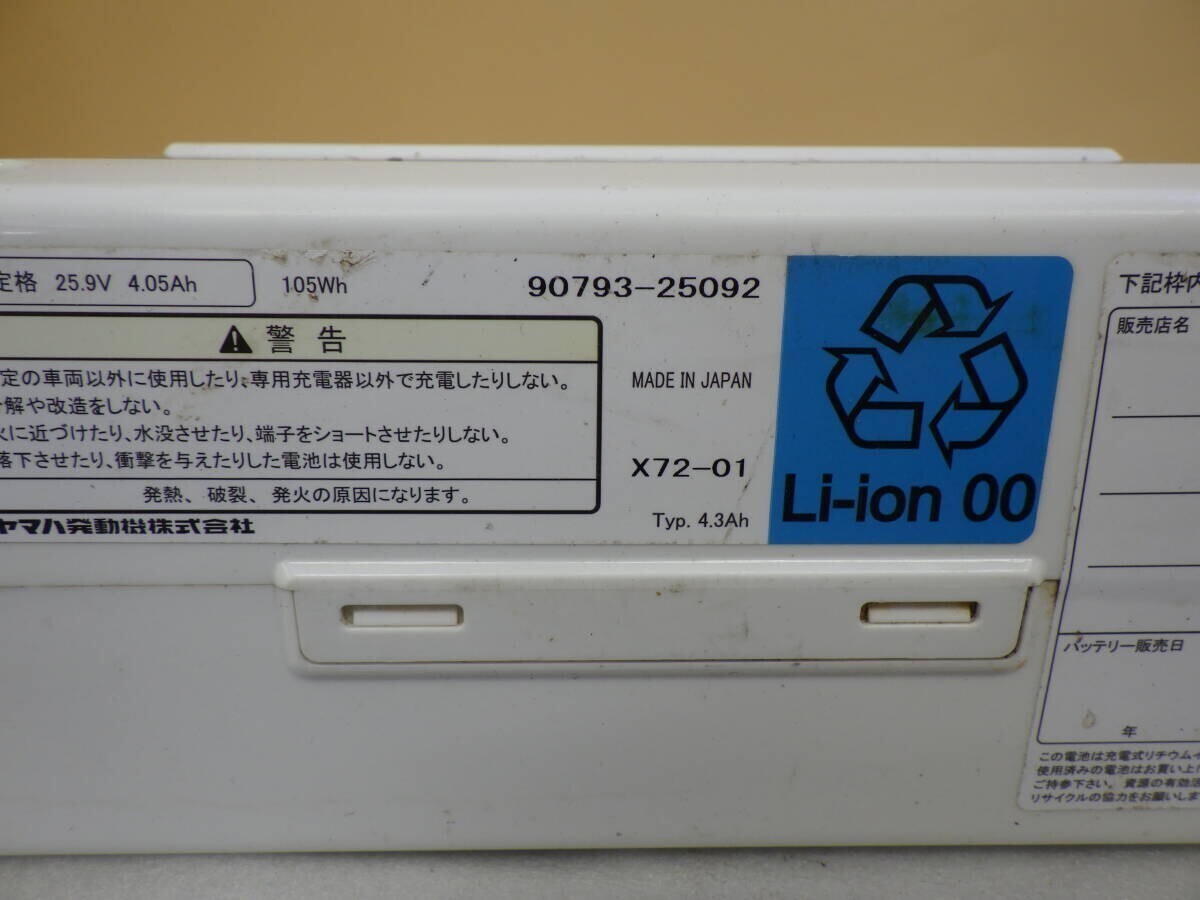 定格 25.9V 4.05Ah 105Wh 90793-25092
警告
定の車両以外に使用したり、専用充電器以外で充電したりしない。
解や改造をしない。
火に近づけたり、水没させたり、端子をショートさせたりしない。
落下させたり、衝撃を与えたりした電池は使用しない。
発熱、破裂、発火の原因になります。
ヤマハ発動機株式会社
MADE IN JAPAN
X72-01
Typ. 4.3Ah
Li-ion 00
下記枠内
販売店名
バッテリー販売日
年
この電池は充電式リチウムイ
使用済みの電池はお買い上げ
ご持参下さい。資源の有効活
リサイクルの協力をお願いしま